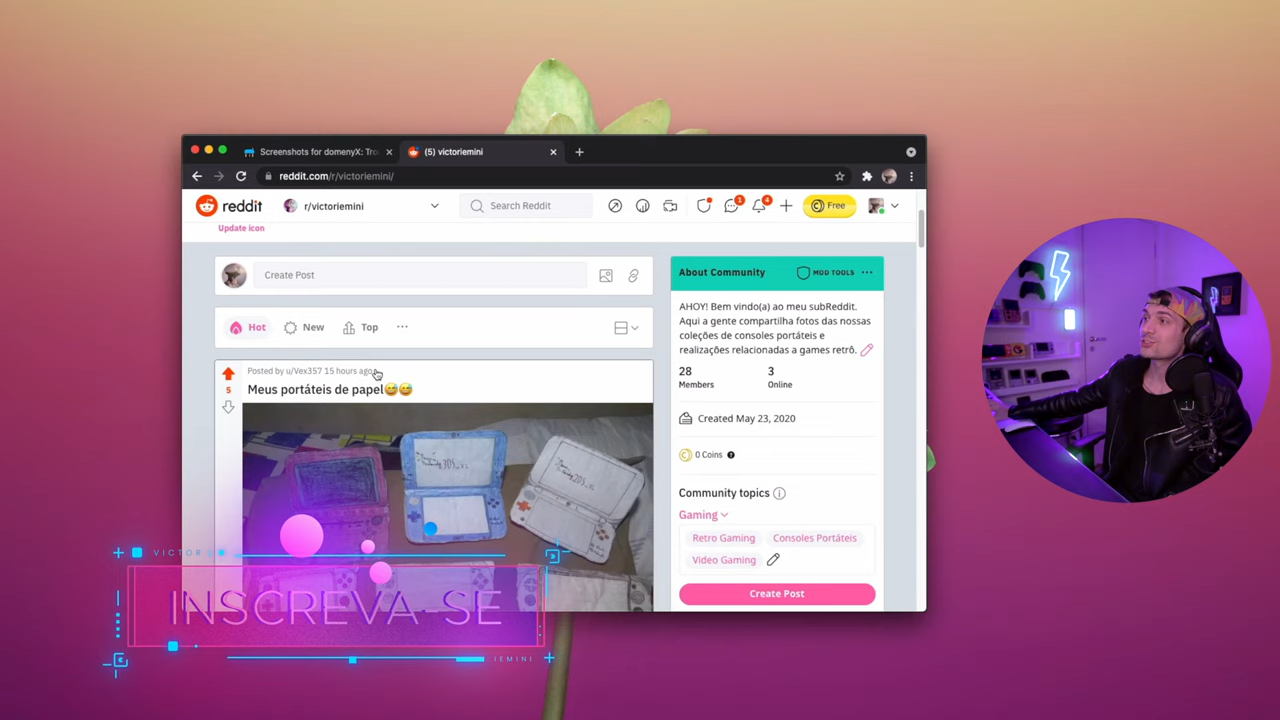 Screenshots for domenyX: Tro
(5) victoriemini
reddit.com/r/victoriemini/
reddit
r/victoriemini
Search Reddit
1
4
Free
Update icon
Create Post
Hot
New
Top
Posted by u/Vex357 15 hours ago
5
Meus portáteis de papel😅😅
About Community
MOD TOOLS
AHOY! Bem vindo(a) ao meu subReddit.
Aqui a gente compartilha fotos das nossas
coleções de consoles portáteis e
realizações relacionadas a games retrô.
28
Members
3
Online
Created May 23, 2020
0 Coins
Community topics
Gaming
Retro Gaming
Consoles Portáteis
Video Gaming
Create Post
VICTOR
INSCREVA-SE
IEMINI